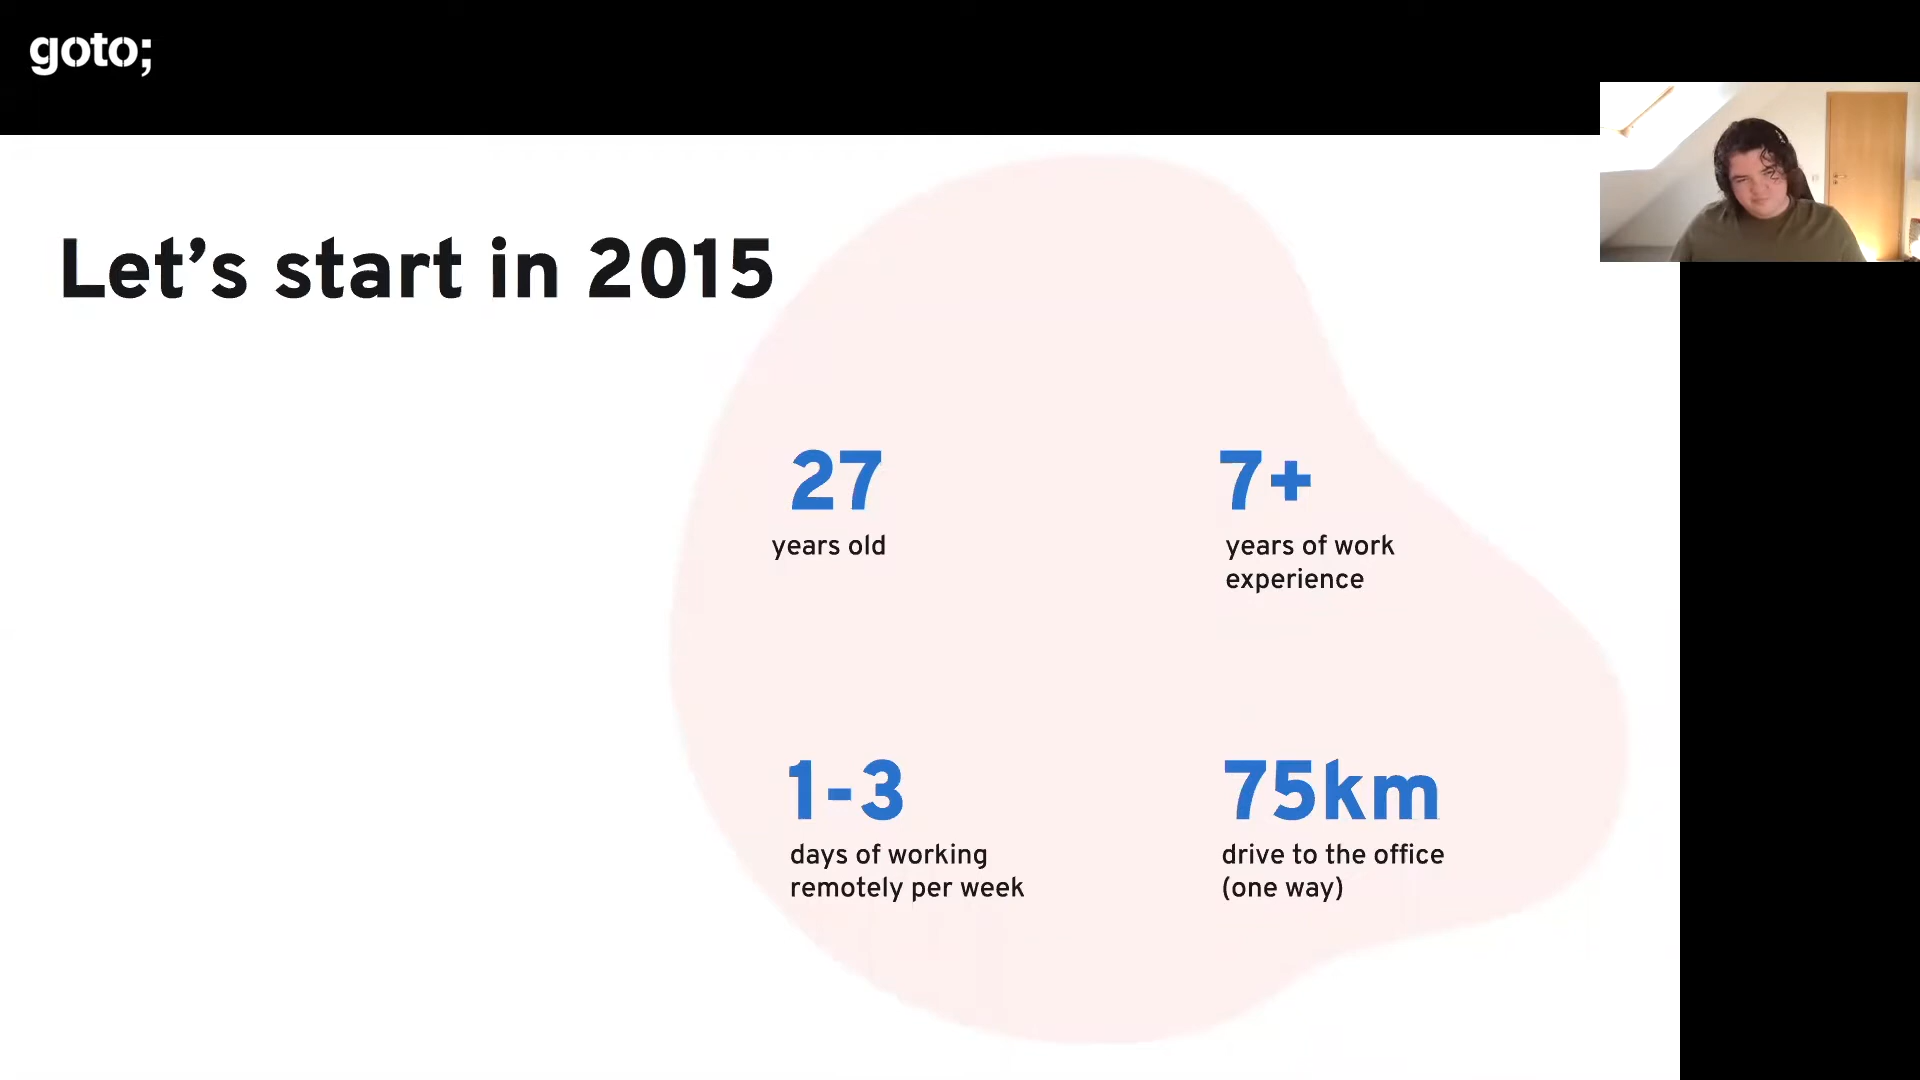 goto;
Let’s start in 2015
27
years old
7+
years of work
experience
1-3
days of working
remotely per week
75km
drive to the office
(one way)